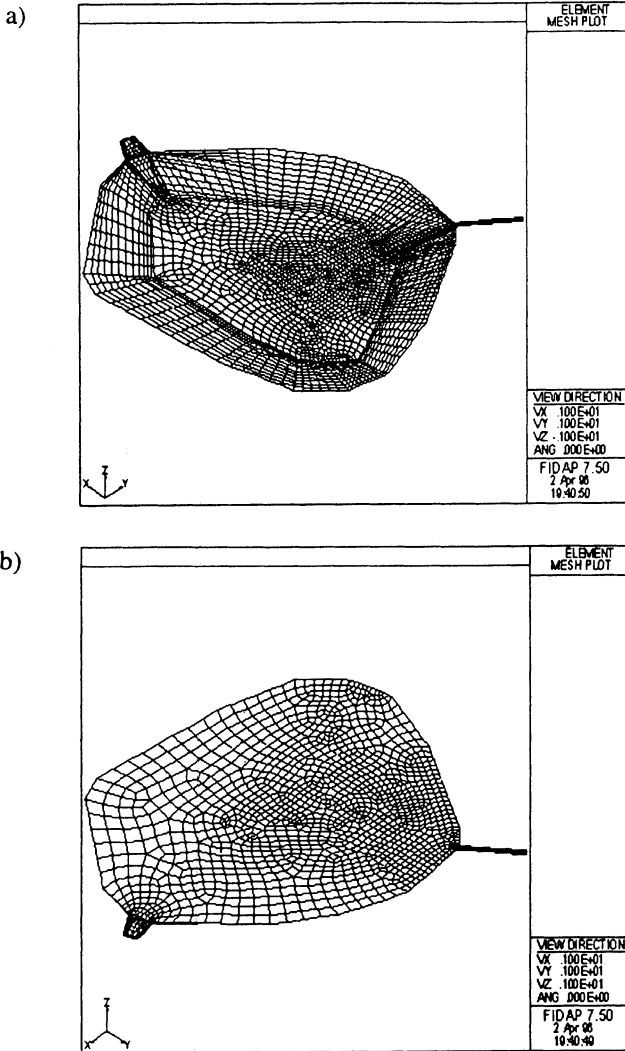 a)
ELEMENT
MESH PLOT
VIEW DIRECTION
VX .100E+01
VY .100E+01
VZ -.100E+01
ANG .000E+00
FIDAP 7.50
2 Apr 96
19:40:50
Z
X Y
b)
ELEMENT
MESH PLOT
VIEW DIRECTION
VX .100E+01
VY .100E+01
VZ .100E+01
ANG .000E+00
FIDAP 7.50
2 Apr 96
19:40:49
Z
X Y